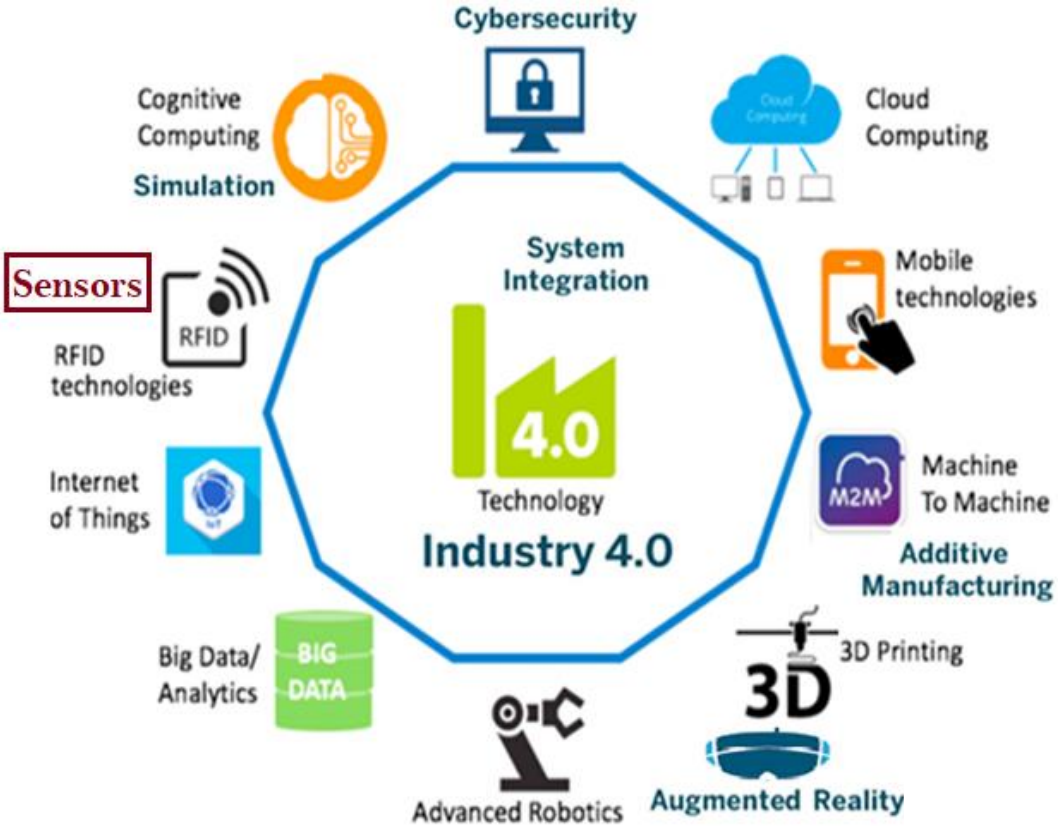 Cybersecurity
Cognitive
Computing
Simulation
Cloud
Computing
Cloud
Computing
System
Integration
Sensors
RFID
RFID
technologies
Mobile
technologies
4.0
Technology
Industry 4.0
Internet
of Things
IoT
M2M
Machine
To Machine
Additive
Manufacturing
Big Data/
Analytics
BIG
DATA
3D Printing
3D
Advanced Robotics
Augmented Reality